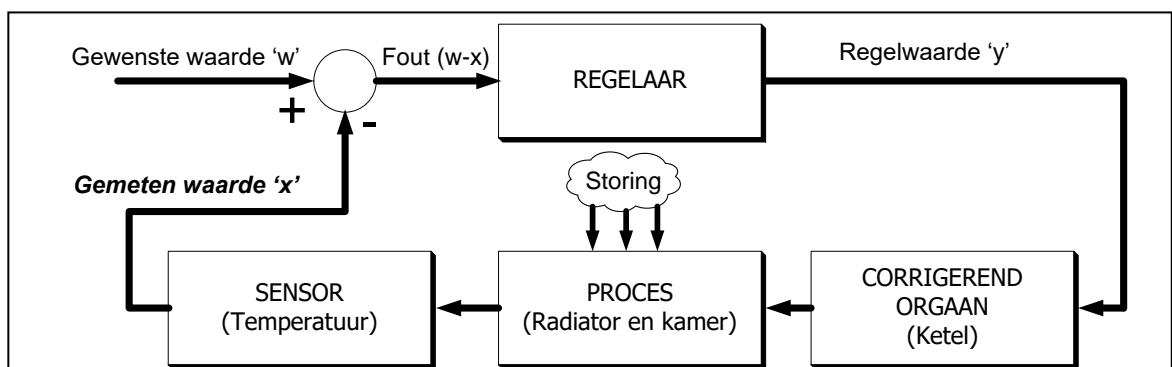 Gewenste waarde ‘w’
Fout (w-x)
REGELAAR
Regelwaarde ‘y’
+
-
Gemeten waarde ‘x’
Storing
SENSOR
(Temperatuur)
PROCES
(Radiator en kamer)
CORRIGEREND
ORGAAN
(Ketel)